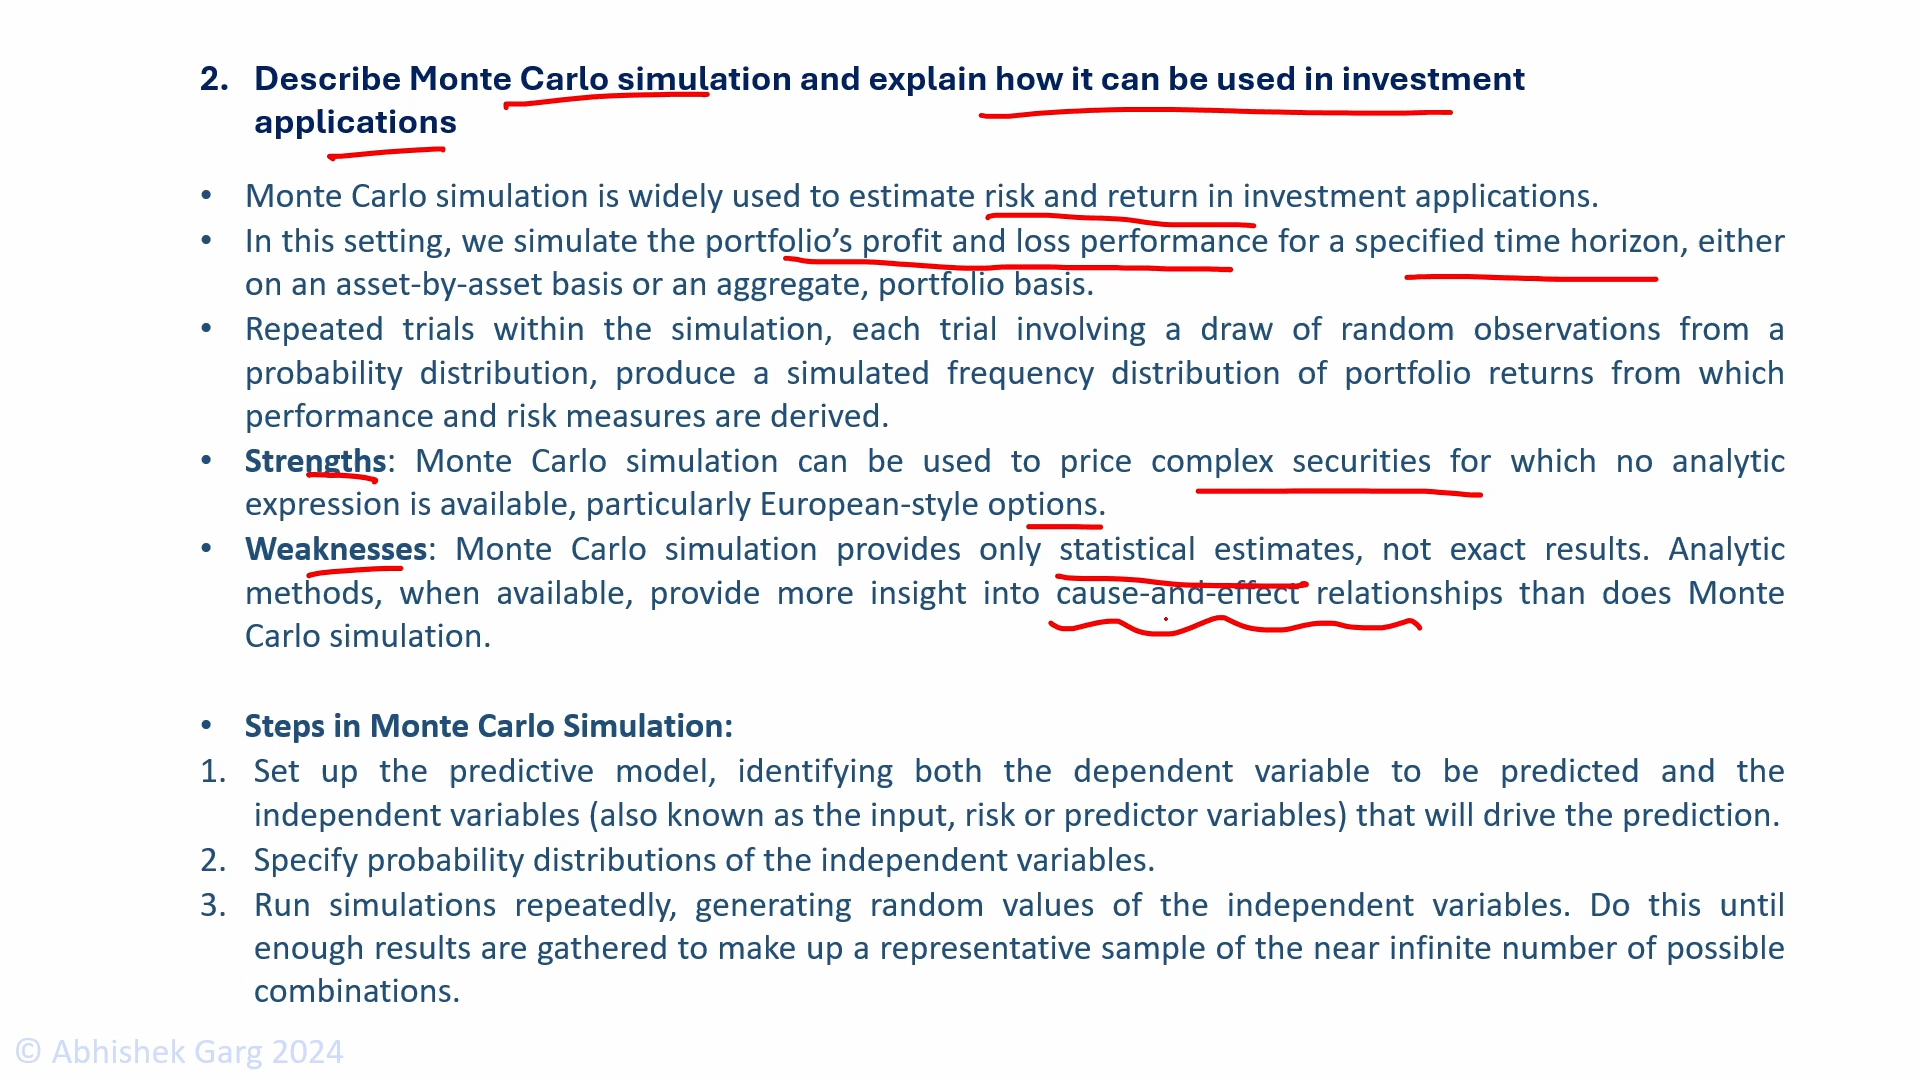 2. Describe Monte Carlo simulation and explain how it can be used in investment
applications
• Monte Carlo simulation is widely used to estimate risk and return in investment applications.
• In this setting, we simulate the portfolio’s profit and loss performance for a specified time horizon, either
on an asset-by-asset basis or an aggregate, portfolio basis.
• Repeated trials within the simulation, each trial involving a draw of random observations from a
probability distribution, produce a simulated frequency distribution of portfolio returns from which
performance and risk measures are derived.
• Strengths: Monte Carlo simulation can be used to price complex securities for which no analytic
expression is available, particularly European-style options.
• Weaknesses: Monte Carlo simulation provides only statistical estimates, not exact results. Analytic
methods, when available, provide more insight into cause-and-effect relationships than does Monte
Carlo simulation.
• Steps in Monte Carlo Simulation:
1. Set up the predictive model, identifying both the dependent variable to be predicted and the
independent variables (also known as the input, risk or predictor variables) that will drive the prediction.
2. Specify probability distributions of the independent variables.
3. Run simulations repeatedly, generating random values of the independent variables. Do this until
enough results are gathered to make up a representative sample of the near infinite number of possible
combinations.
© Abhishek Garg 2024